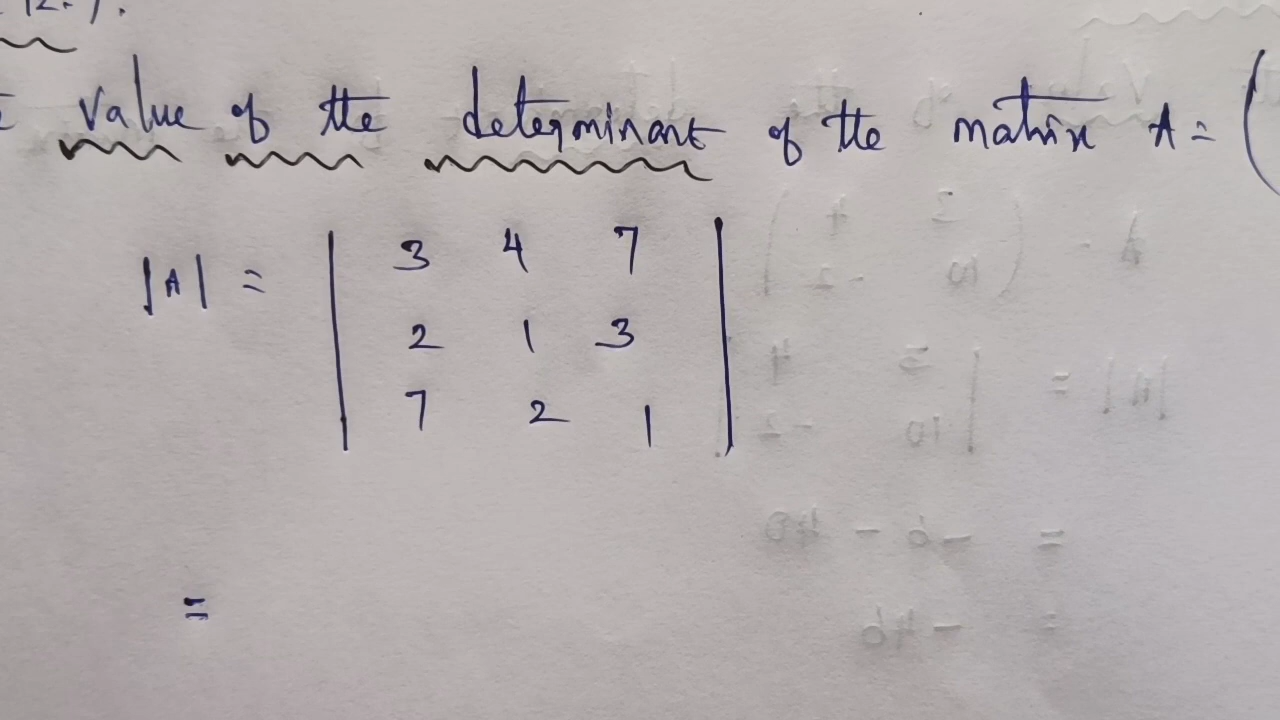 value of the determinant of the matrix A = (
|A| = | 3 4 7 |
2 1 3
7 2 1
=